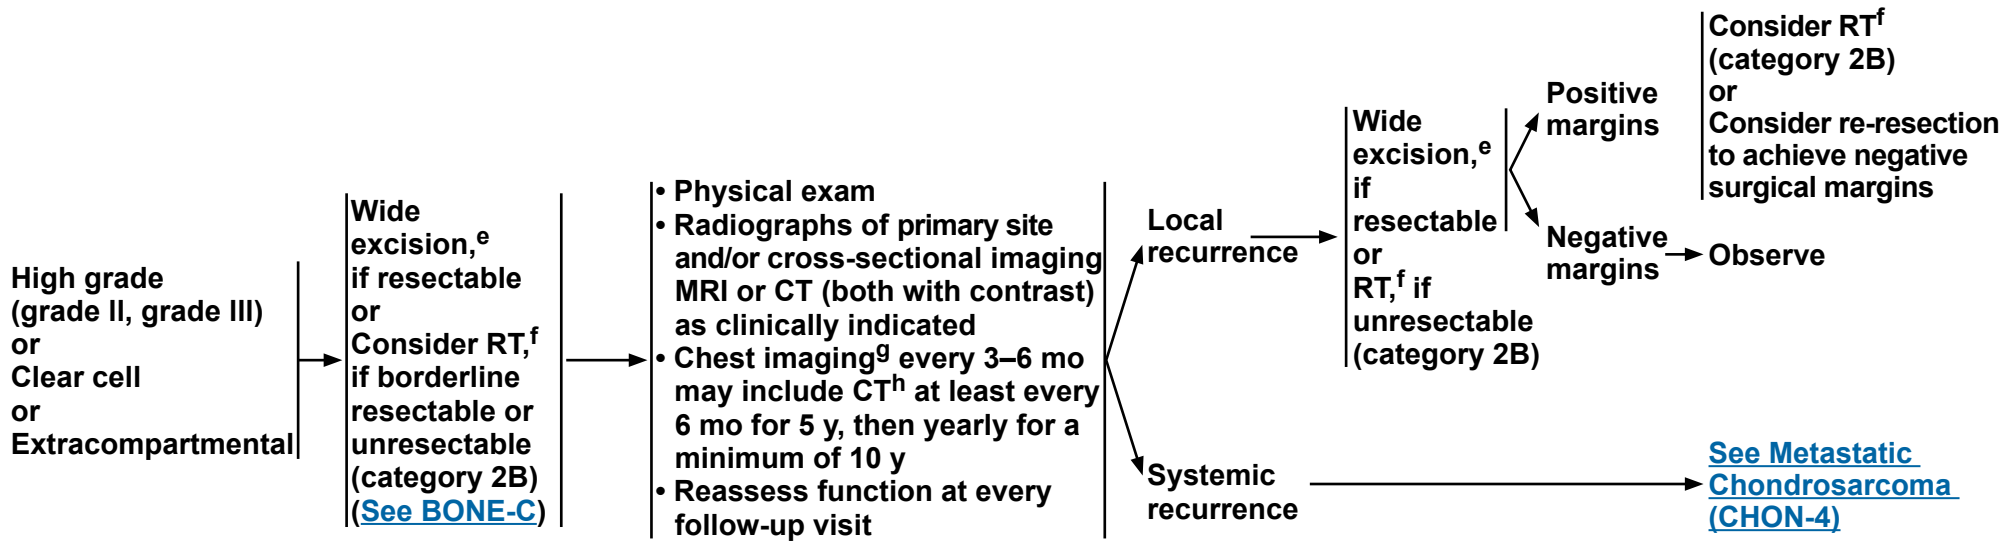 High grade
(grade II, grade III)
or
Clear cell
or
Extracompartmental
Wide
excision,e
if resectable
or
Consider RT,f
if borderline
resectable or
unresectable
(category 2B)
(See BONE-C)
• Physical exam
• Radiographs of primary site
and/or cross-sectional imaging
MRI or CT (both with contrast)
as clinically indicated
• Chest imagingg every 3–6 mo
may include CTh at least every
6 mo for 5 y, then yearly for a
minimum of 10 y
• Reassess function at every
follow-up visit
Local
recurrence
Wide
excision,e
if
resectable
or
RT,f if
unresectable
(category 2B)
Positive
margins
Consider RTf
(category 2B)
or
Consider re-resection
to achieve negative
surgical margins
Negative
margins
Observe
Systemic
recurrence
See Metastatic
Chondrosarcoma
(CHON-4)